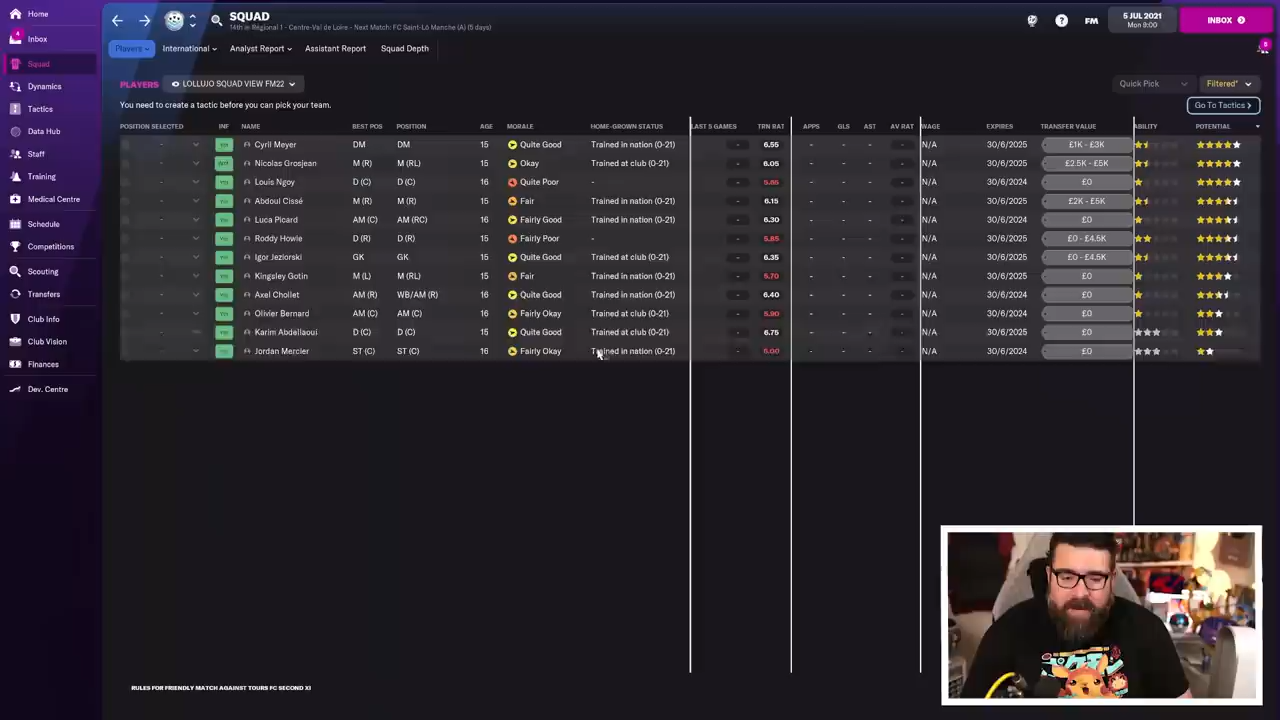 Home
4
Inbox
Squad
Dynamics
Tactics
Data Hub
Staff
Training
Medical Centre
Schedule
Competitions
Scouting
Transfers
Club Info
Club Vision
Finances
Dev. Centre
SQUAD
14th in Régional 1 - Centre-Val de Loire - Next Match: FC Saint-Lô Manche (A) (5 days)
FM
5 JUL 2021
Mon 9:00
INBOX
Players
International
Analyst Report
Assistant Report
Squad Depth
5
PLAYERS
LOLLUJO SQUAD VIEW FM22
Quick Pick
Filtered*
You need to create a tactic before you can pick your team.
Go To Tactics >
POSITION SELECTED INF NAME BEST POS POSITION AGE MORALE HOME-GROWN STATUS LAST 5 GAMES TRN RAT APPS GLS AST AV RAT WAGE EXPIRES TRANSFER VALUE ABILITY POTENTIAL
- Cyril Meyer DM DM 15 Quite Good Trained in nation (0-21) - 6.55 - - - - N/A 30/6/2025 £1K - £3K
- Nicolas Grosjean M (R) M (RL) 15 Okay Trained at club (0-21) - 6.05 - - - - N/A 30/6/2025 £2.5K - £5K
- Louis Ngoy D (C) D (C) 16 Quite Poor - - 5.85 - - - - N/A 30/6/2024 £0
- Abdoul Cissé M (R) M (R) 15 Fair Trained in nation (0-21) - 6.15 - - - - N/A 30/6/2025 £2K - £5K
- Luca Picard AM (C) AM (RC) 16 Fairly Good Trained in nation (0-21) - 6.30 - - - - N/A 30/6/2024 £0
- Roddy Howie D (R) D (R) 15 Fairly Poor - - 5.85 - - - - N/A 30/6/2025 £0 - £4.5K
- Igor Jeziorski GK GK 15 Quite Good Trained at club (0-21) - 6.35 - - - - N/A 30/6/2025 £0 - £4.5K
- Kingsley Gotin M (L) M (RL) 15 Fair Trained in nation (0-21) - 5.70 - - - - N/A 30/6/2025 £0
- Axel Chollet AM (R) WB/AM (R) 16 Quite Good Trained in nation (0-21) - 6.40 - - - - N/A 30/6/2024 £0
- Olivier Bernard AM (C) AM (C) 16 Fairly Okay Trained at club (0-21) - 5.90 - - - - N/A 30/6/2024 £0
- Karim Abdellaoui D (C) D (C) 15 Quite Good Trained at club (0-21) - 6.75 - - - - N/A 30/6/2025 £0
- Jordan Mercier ST (C) ST (C) 16 Fairly Okay Trained in nation (0-21) - 6.00 - - - - N/A 30/6/2024 £0
RULES FOR FRIENDLY MATCH AGAINST TOURS FC SECOND XI